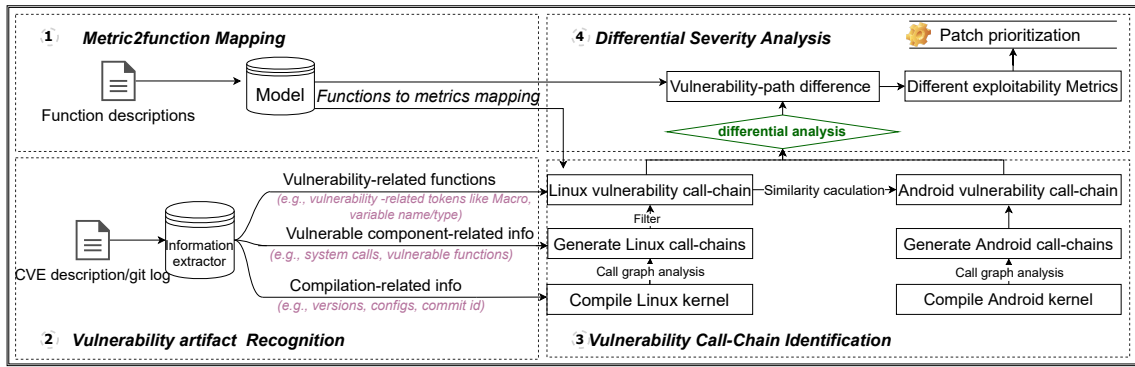 1 Metric2function Mapping
Function descriptions
Model
Functions to metrics mapping
4 Differential Severity Analysis
Patch prioritization
Vulnerability-path difference
Different exploitability Metrics
differential analysis
CVE description/git log
Information
extractor
Vulnerability-related functions
(e.g., vulnerability -related tokens like Macro,
variable name/type)
Vulnerable component-related info
(e.g., system calls, vulnerable functions)
Compilation-related info
(e.g., versions, configs, commit id)
2 Vulnerability artifact Recognition
Linux vulnerability call-chain
Similarity caculation
Android vulnerability call-chain
Filter
Generate Linux call-chains
Generate Android call-chains
Call graph analysis
Call graph analysis
Compile Linux kernel
Compile Android kernel
3 Vulnerability Call-Chain Identification